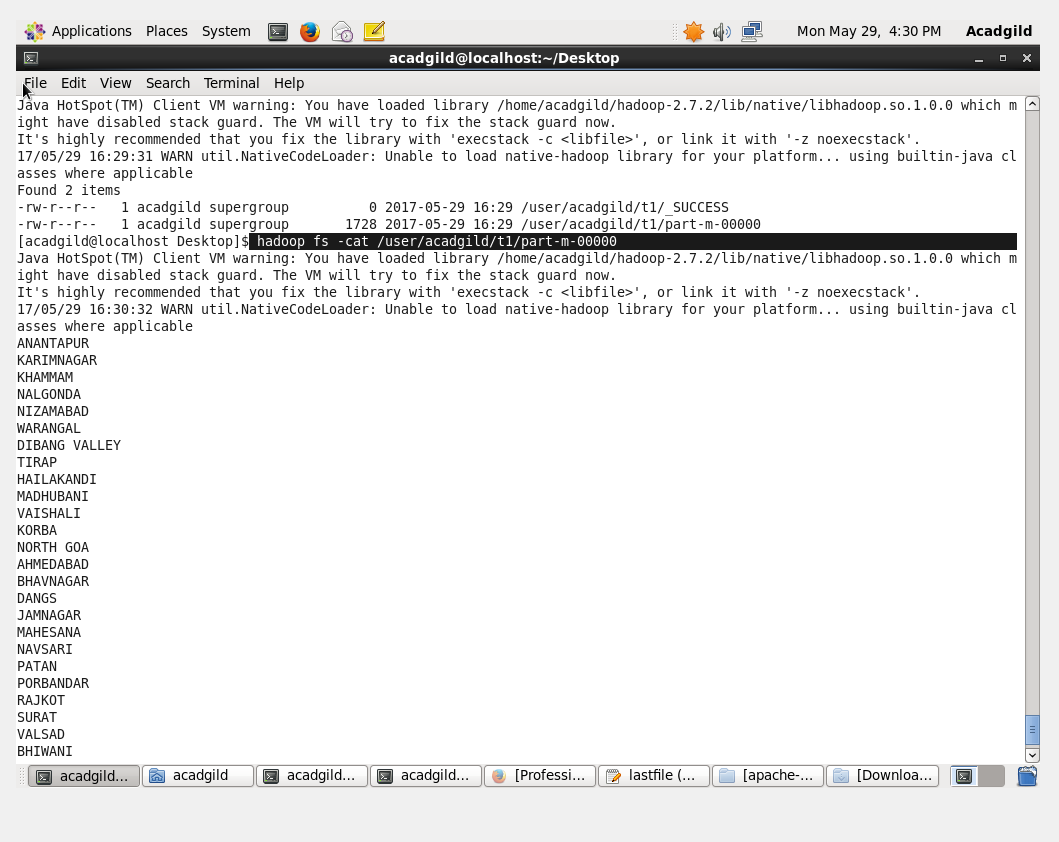 Applications Places System Mon May 29, 4:30 PM Acadgild
acadgild@localhost:~/Desktop
File Edit View Search Terminal Help
Java HotSpot(TM) Client VM warning: You have loaded library /home/acadgild/hadoop-2.7.2/lib/native/libhadoop.so.1.0.0 which m
ight have disabled stack guard. The VM will try to fix the stack guard now.
It's highly recommended that you fix the library with 'execstack -c <libfile>', or link it with '-z noexecstack'.
17/05/29 16:29:31 WARN util.NativeCodeLoader: Unable to load native-hadoop library for your platform... using builtin-java cl
asses where applicable
Found 2 items
-rw-r--r--   1 acadgild supergroup          0 2017-05-29 16:29 /user/acadgild/t1/_SUCCESS
-rw-r--r--   1 acadgild supergroup       1728 2017-05-29 16:29 /user/acadgild/t1/part-m-00000
[acadgild@localhost Desktop]$ hadoop fs -cat /user/acadgild/t1/part-m-00000
Java HotSpot(TM) Client VM warning: You have loaded library /home/acadgild/hadoop-2.7.2/lib/native/libhadoop.so.1.0.0 which m
ight have disabled stack guard. The VM will try to fix the stack guard now.
It's highly recommended that you fix the library with 'execstack -c <libfile>', or link it with '-z noexecstack'.
17/05/29 16:30:32 WARN util.NativeCodeLoader: Unable to load native-hadoop library for your platform... using builtin-java cl
asses where applicable
ANANTAPUR
KARIMNAGAR
KHAMMAM
NALGONDA
NIZAMABAD
WARANGAL
DIBANG VALLEY
TIRAP
HAILAKANDI
MADHUBANI
VAISHALI
KORBA
NORTH GOA
AHMEDABAD
BHAVNAGAR
DANGS
JAMNAGAR
MAHESANA
NAVSARI
PATAN
PORBANDAR
RAJKOT
SURAT
VALSAD
BHIWANI
acadgild... acadgild acadgild... acadgild... [Professi... lastfile (... [apache-... [Downloa...